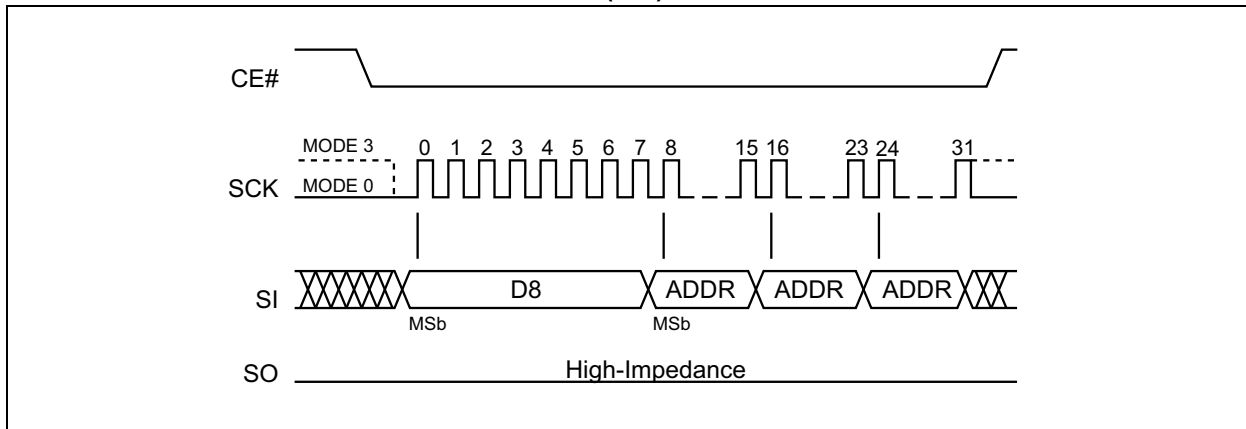 CE#
MODE 3
0 1 2 3 4 5 6 7 8 15 16 23 24 31
SCK
MODE 0
SI
D8 ADDR ADDR ADDR
MSb MSb
SO
High-Impedance